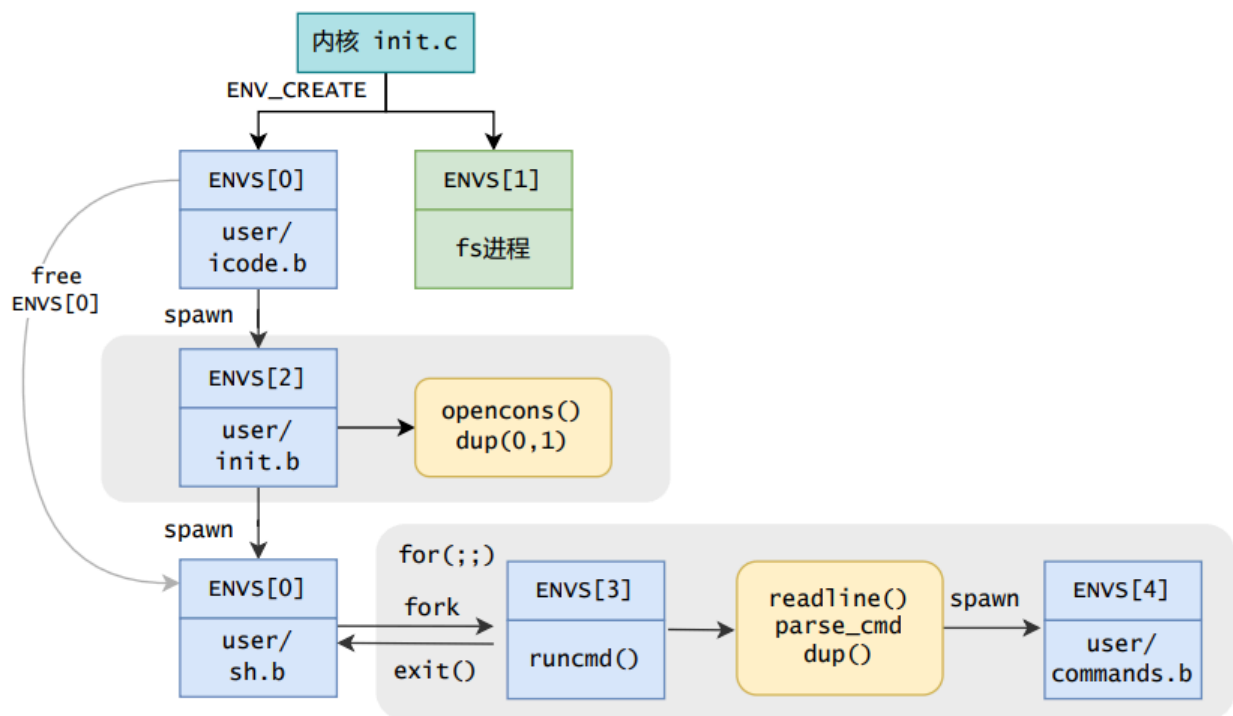 内核 init.c
ENV_CREATE
ENVS[0]
user/
icode.b
ENVS[1]
fs进程
free
ENVS[0]
spawn
ENVS[2]
user/
init.b
opencons()
dup(0,1)
spawn
ENVS[0]
user/
sh.b
for(;;)
fork
exit()
ENVS[3]
runcmd()
readline()
parse_cmd
dup()
spawn
ENVS[4]
user/
commands.b